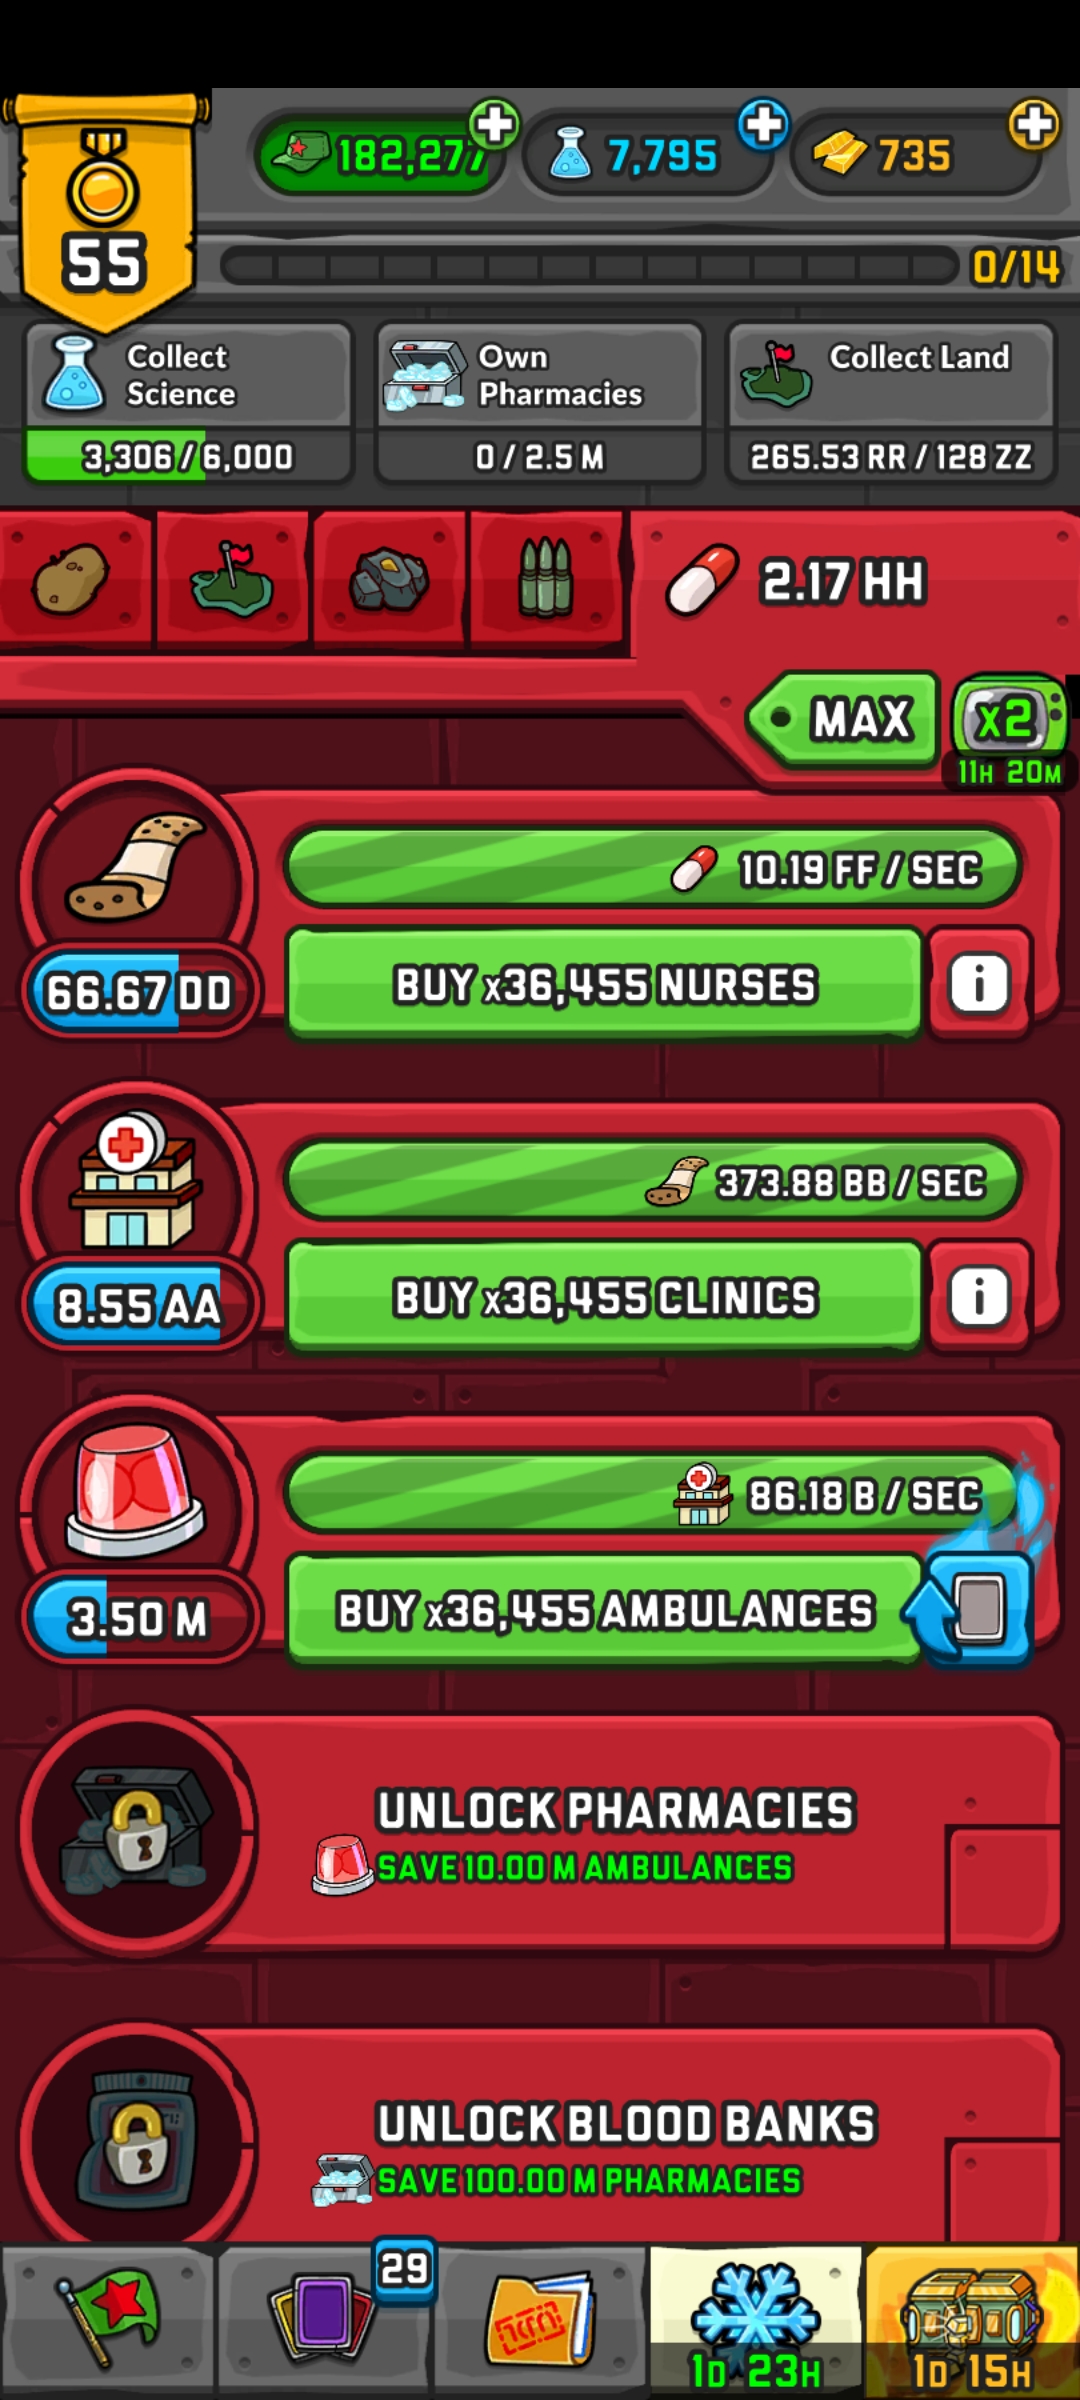 182,277
7,795
735
55
0/14
Collect Science
3,306/6,000
Own Pharmacies
0/2.5 M
Collect Land
265.53 RR/128 ZZ
2.17 HH
MAX
x2
11H 20M
10.19 FF/SEC
66.67 DD
BUY x36,455 NURSES
i
373.88 BB/SEC
8.55 AA
BUY x36,455 CLINICS
i
86.18 B/SEC
3.50 M
BUY x36,455 AMBULANCES
UNLOCK PHARMACIES
SAVE 10.00 M AMBULANCES
UNLOCK BLOOD BANKS
SAVE 100.00 M PHARMACIES
29
1D 23H
1D 15H